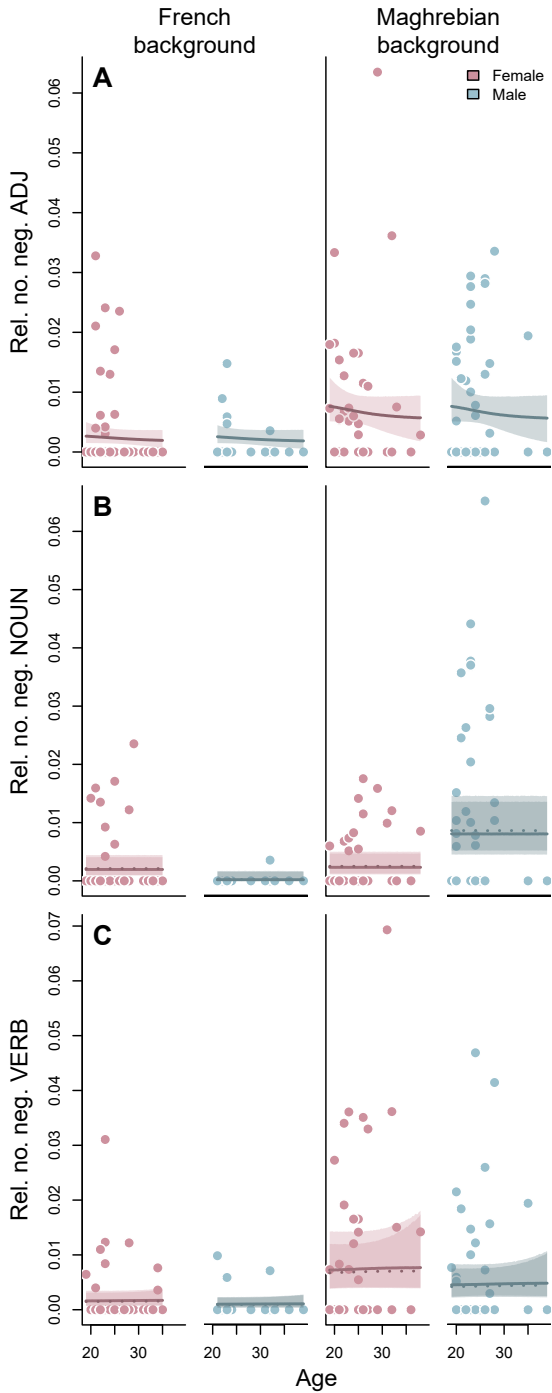 French
background
Maghrebian
background
A
Female
Male
Rel. no. neg. ADJ
0.06
0.05
0.04
0.03
0.02
0.01
0.00
B
Rel. no. neg. NOUN
0.06
0.05
0.04
0.03
0.02
0.01
0.00
C
Rel. no. neg. VERB
0.07
0.06
0.05
0.04
0.03
0.02
0.01
0.00
20 30 20 30 20 30 20 30
Age